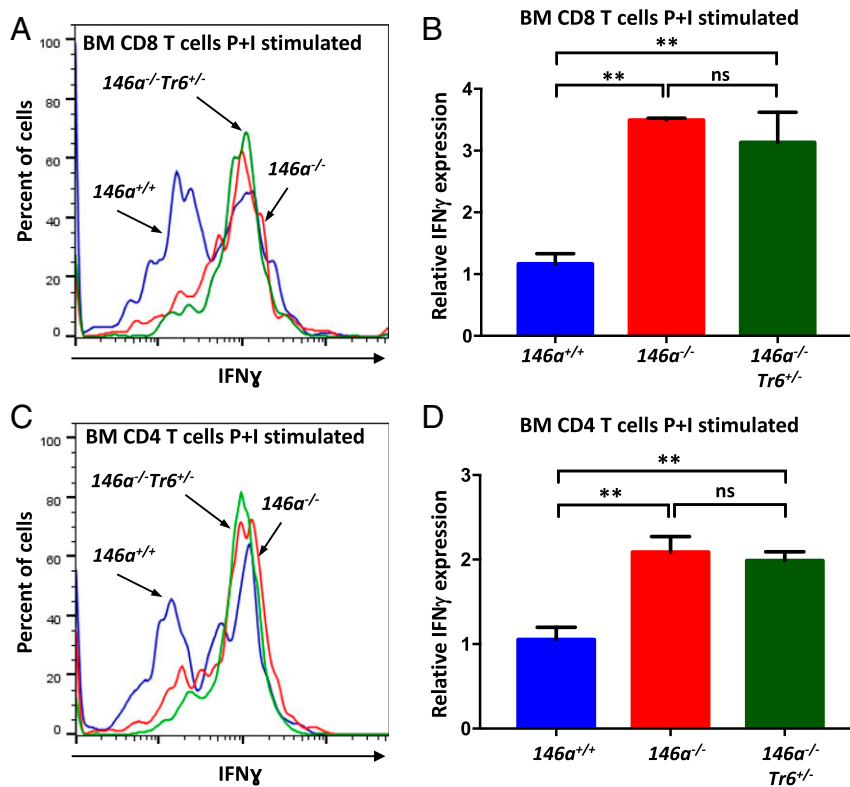 A
BM CD8 T cells P+I stimulated
146a-/-Tr6+/-
146a-/-
146a+/+
Percent of cells
100
80
60
40
20
0
IFNɣ
B
BM CD8 T cells P+I stimulated
**
**
ns
Relative IFNγ expression
4
3
2
1
0
146a+/+
146a-/-
146a-/-
Tr6+/-
C
BM CD4 T cells P+I stimulated
146a-/-Tr6+/-
146a-/-
146a+/+
Percent of cells
100
80
60
40
20
0
IFNɣ
D
BM CD4 T cells P+I stimulated
**
**
ns
Relative IFNγ expression
3
2
1
0
146a+/+
146a-/-
146a-/-
Tr6+/-